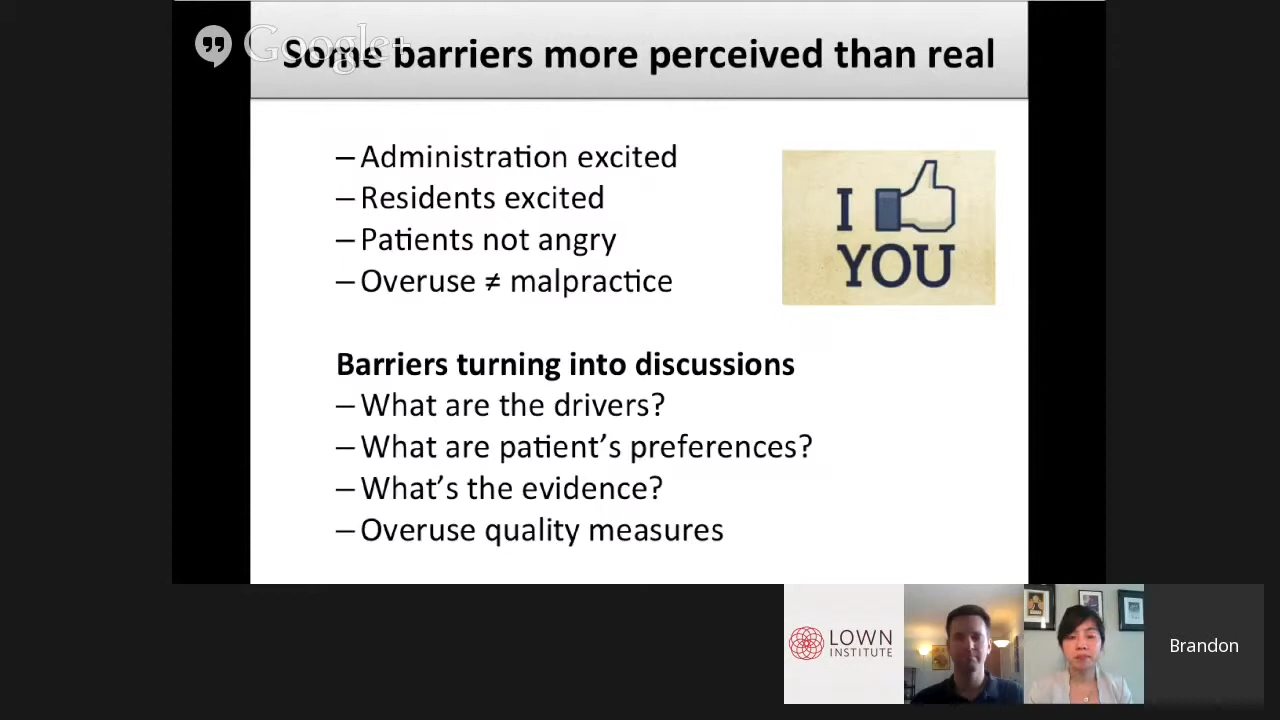 Google+
Some barriers more perceived than real
– Administration excited
– Residents excited
– Patients not angry
– Overuse ≠ malpractice
I
YOU
Barriers turning into discussions
– What are the drivers?
– What are patient’s preferences?
– What’s the evidence?
– Overuse quality measures
LOWN
INSTITUTE
Brandon